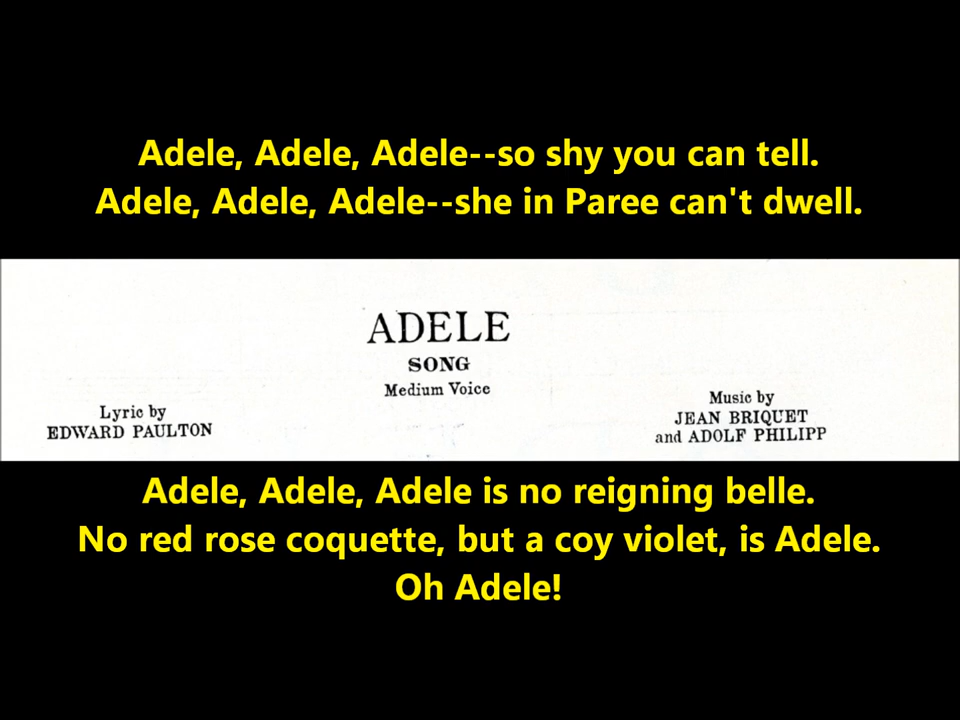 Adele, Adele, Adele--so shy you can tell.
Adele, Adele, Adele--she in Paree can't dwell.
ADELE
SONG
Medium Voice
Lyric by
EDWARD PAULTON
Music by
JEAN BRIQUET
and ADOLF PHILIPP
Adele, Adele, Adele is no reigning belle.
No red rose coquette, but a coy violet, is Adele.
Oh Adele!